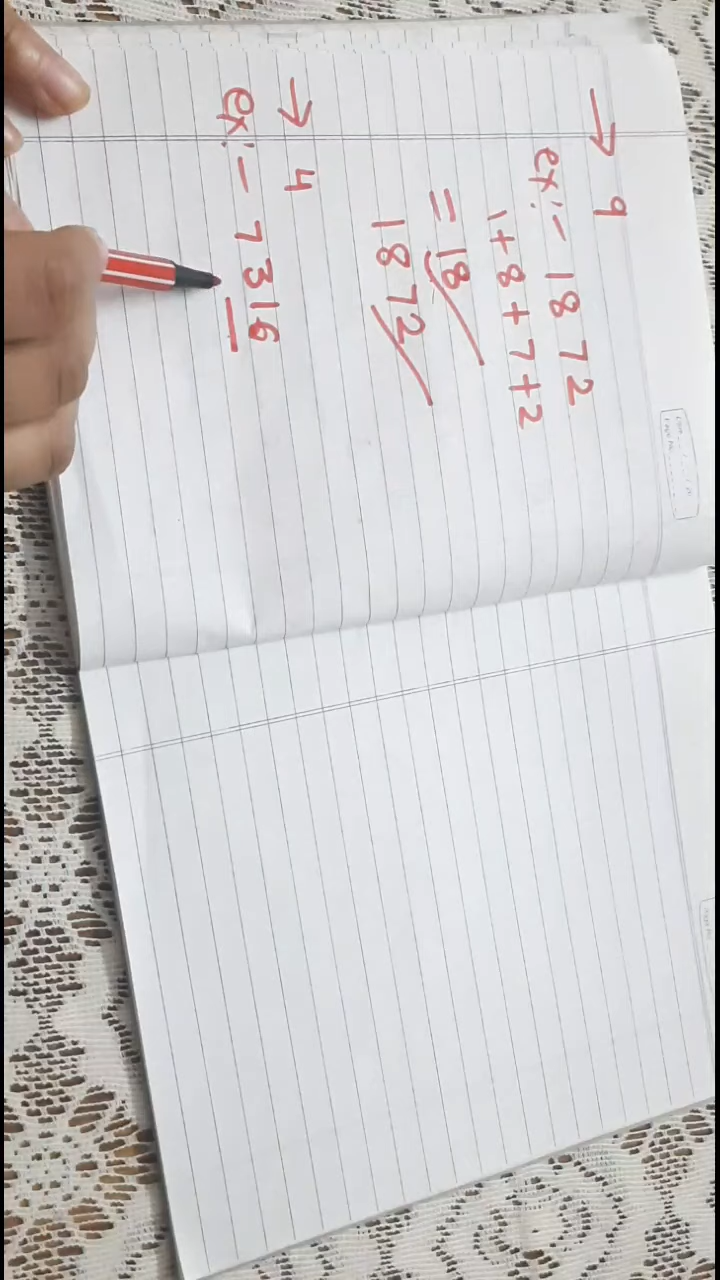 → 9
ex:- 1872
1+8+7+2
= 18
1872
→ 4
ex:- 7316